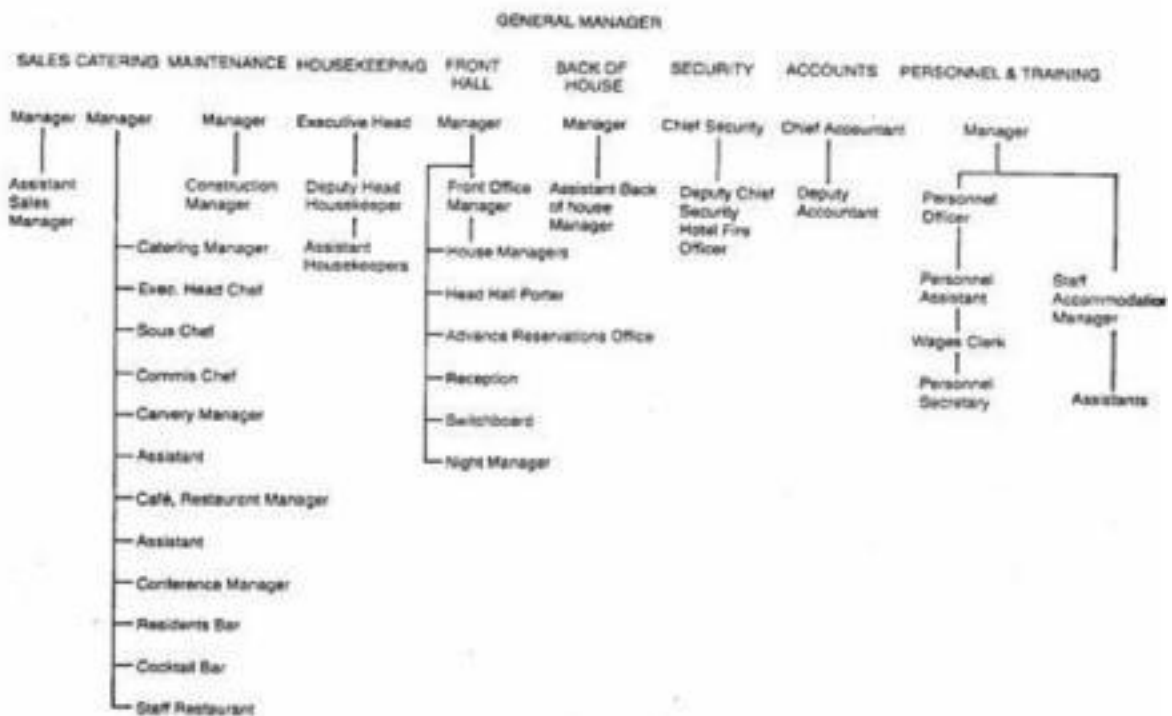 GENERAL MANAGER
SALES CATERING MAINTENANCE HOUSEKEEPING FRONT HALL BACK OF HOUSE SECURITY ACCOUNTS PERSONNEL & TRAINING
Manager Manager Manager Executive Head Manager Manager Chief Security Chief Accountant Manager
Assistant
Sales
Manager
Construction
Manager
Deputy Head
Housekeeper
Assistant
Housekeepers
Front Office
Manager
Assistant Back
of house
Manager
Deputy Chief
Security
Hotel Fire
Officer
Deputy
Accountant
Personnel
Officer
Personnel
Assistant
Wages Clerk
Personnel
Secretary
Staff
Accommodation
Manager
Assistants
Catering Manager
Exec. Head Chef
Sous Chef
Commis Chef
Carvery Manager
Assistant
Café, Restaurant Manager
Assistant
Conference Manager
Residents Bar
Cocktail Bar
Staff Restaurant
House Managers
Head Hall Porter
Advance Reservations Office
Reception
Switchboard
Night Manager